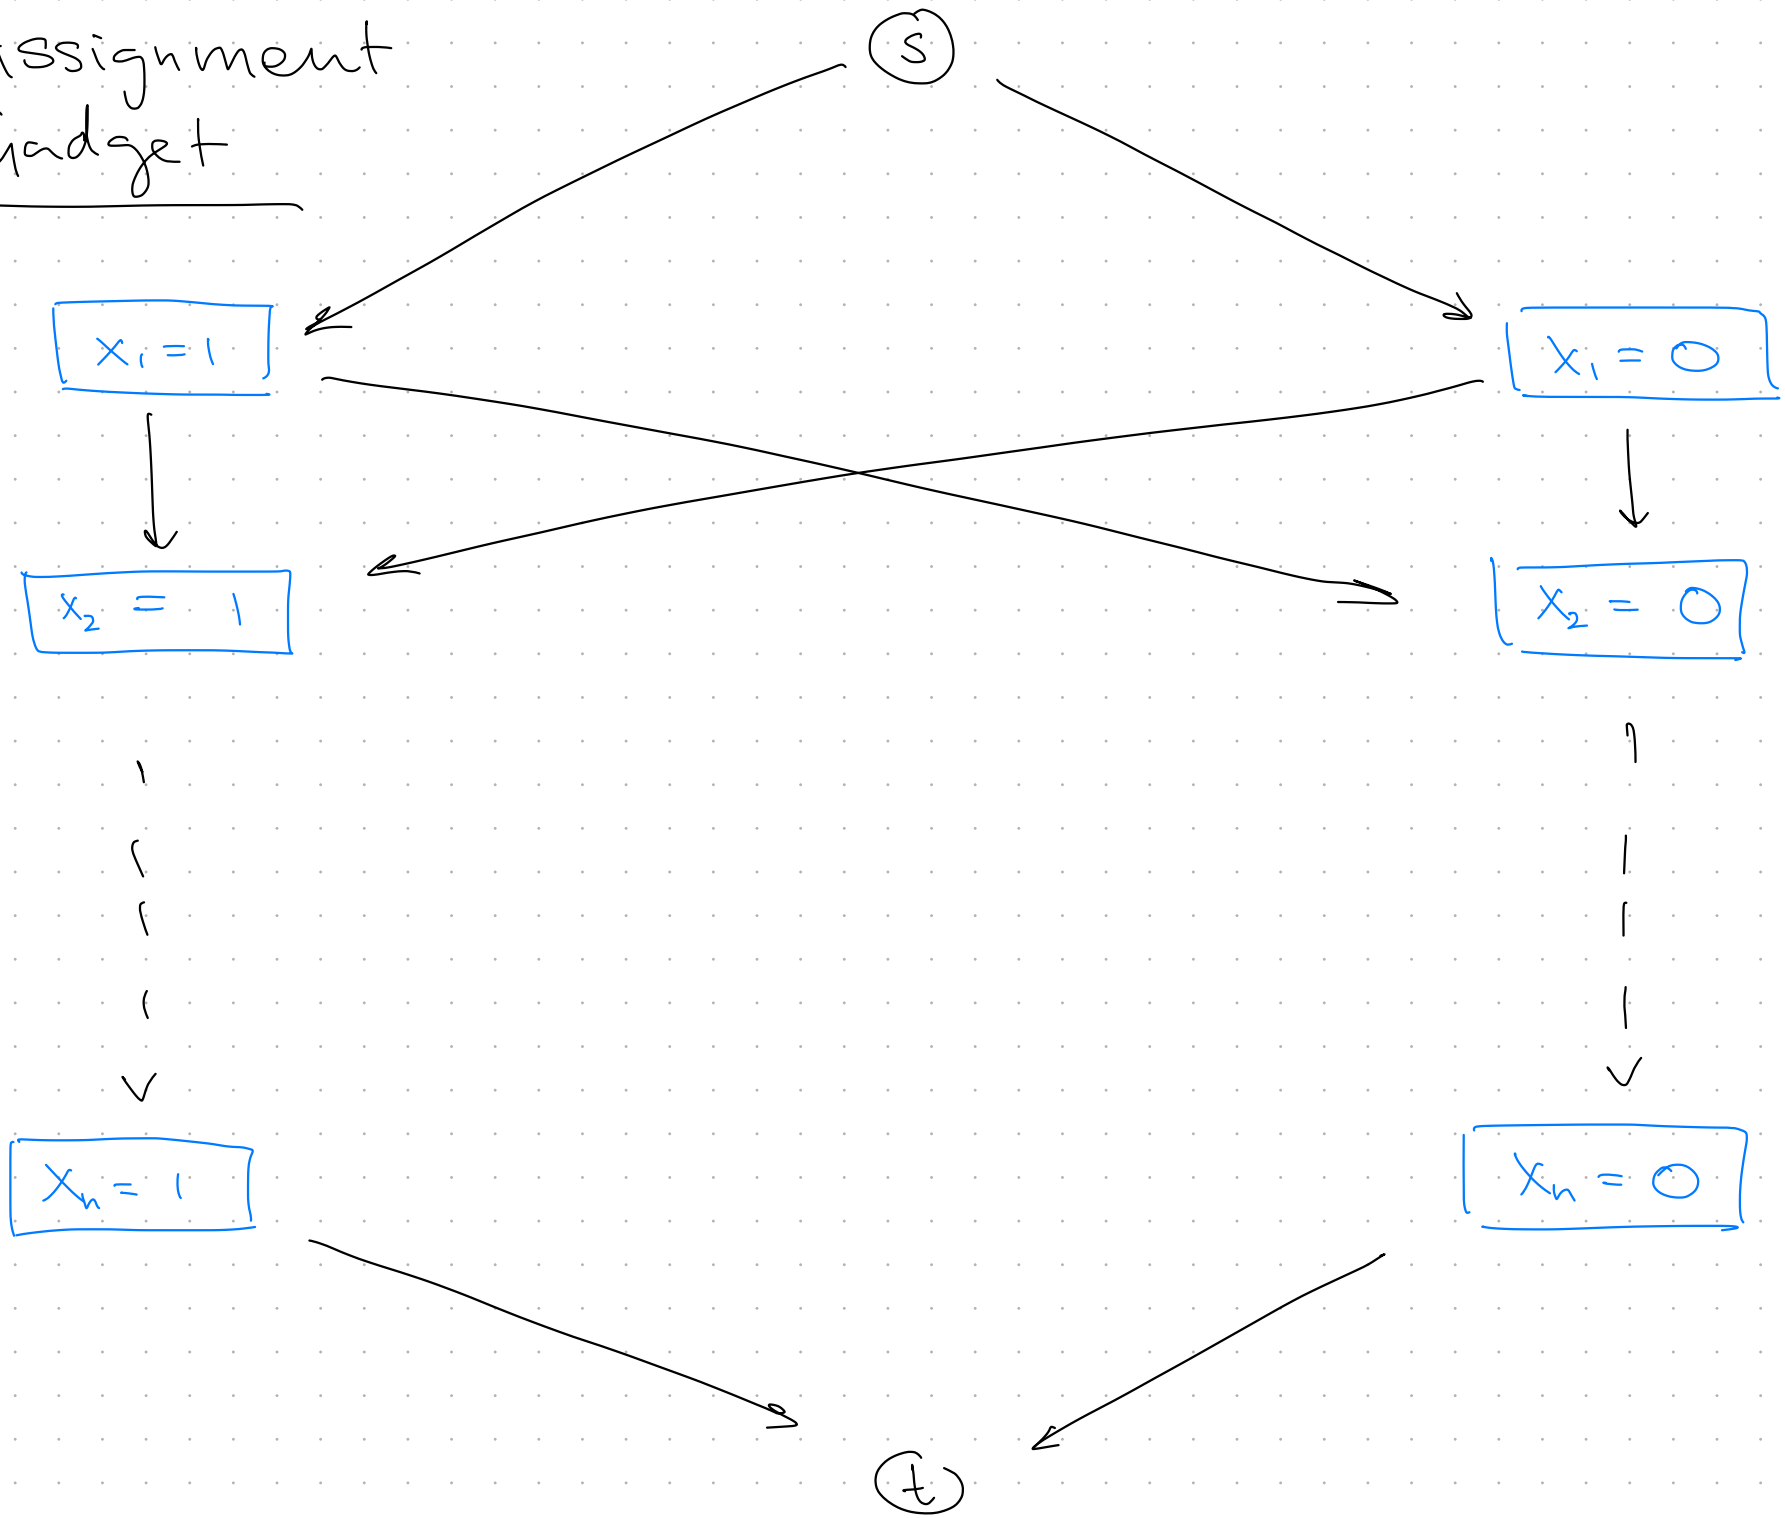 ssignment
S
adget
x₁ = 1
x₁ = 0
x₂ = 1
x₂ = 0
xₙ = 1
xₙ = 0
t